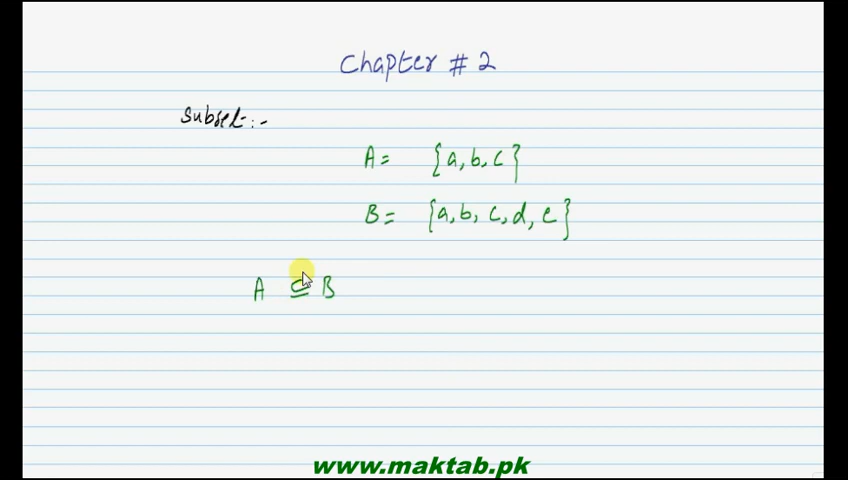 Chapter # 2
Subset:-
A= {a, b, c}
B= {a, b, c, d, e}
A ⊆ B
www.maktab.pk